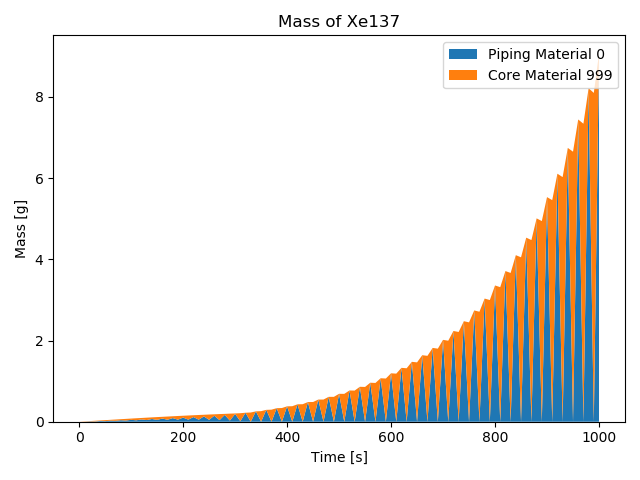 Mass of Xe137
Piping Material 0
Core Material 999
Mass [g]
8
6
4
2
0
0 200 400 600 800 1000
Time [s]